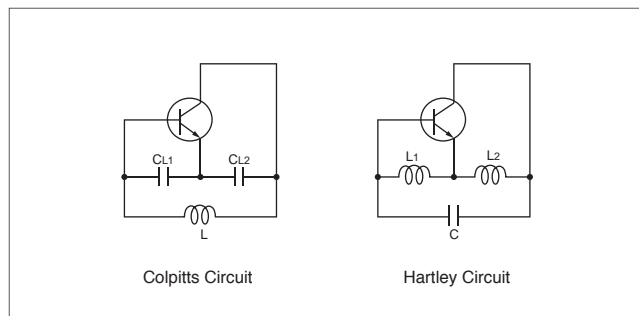 CL1
CL2
L
Colpitts Circuit
L1
L2
C
Hartley Circuit